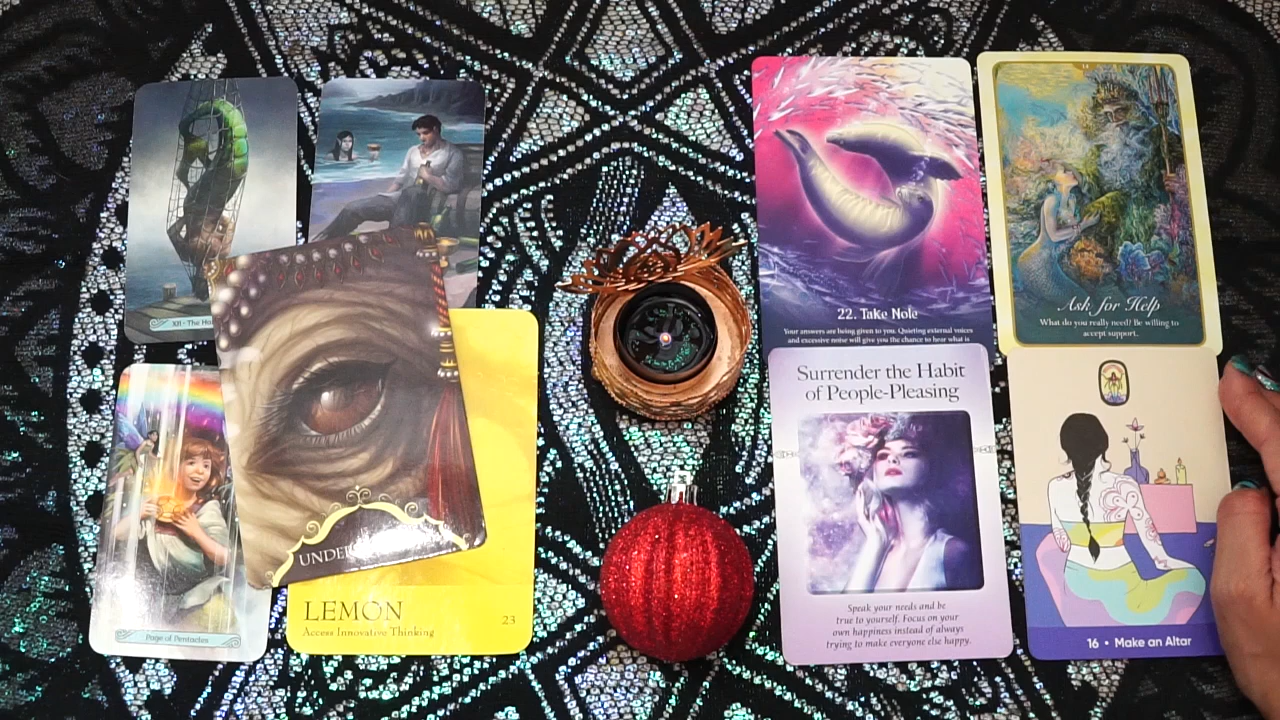 XII - The
Page of Pentacles
UNDER
LEMON
Access Innovative Thinking
23
22. Take Note
Your answers are being given to you. Quieting external voices
and excessive noise will give you the chance to hear what is
Ask for Help
What do you really need? Be willing to
accept support.
Surrender the Habit
of People-Pleasing
Speak your needs and be
true to yourself. Focus on your
own happiness instead of always
trying to make everyone else happy.
16 • Make an Altar